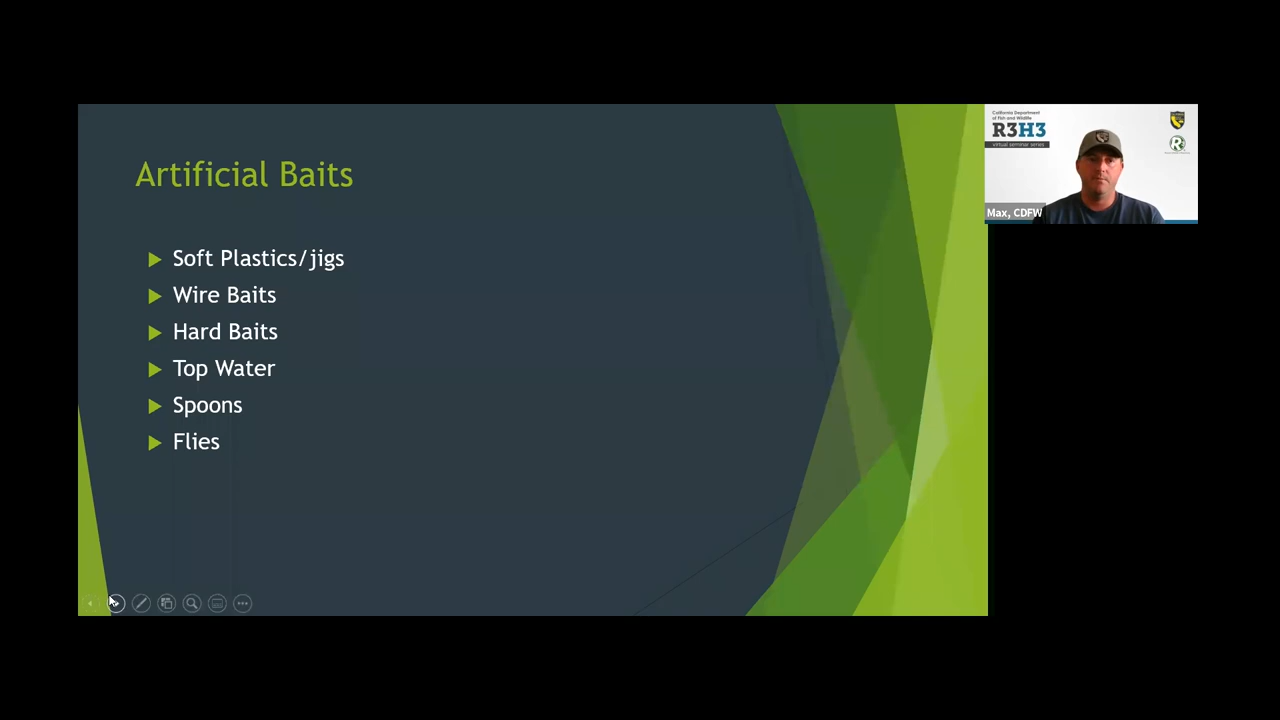 Artificial Baits
Soft Plastics/jigs
Wire Baits
Hard Baits
Top Water
Spoons
Flies
California Department
of Fish and Wildlife
R3H3
virtual seminar series
Max, CDFW